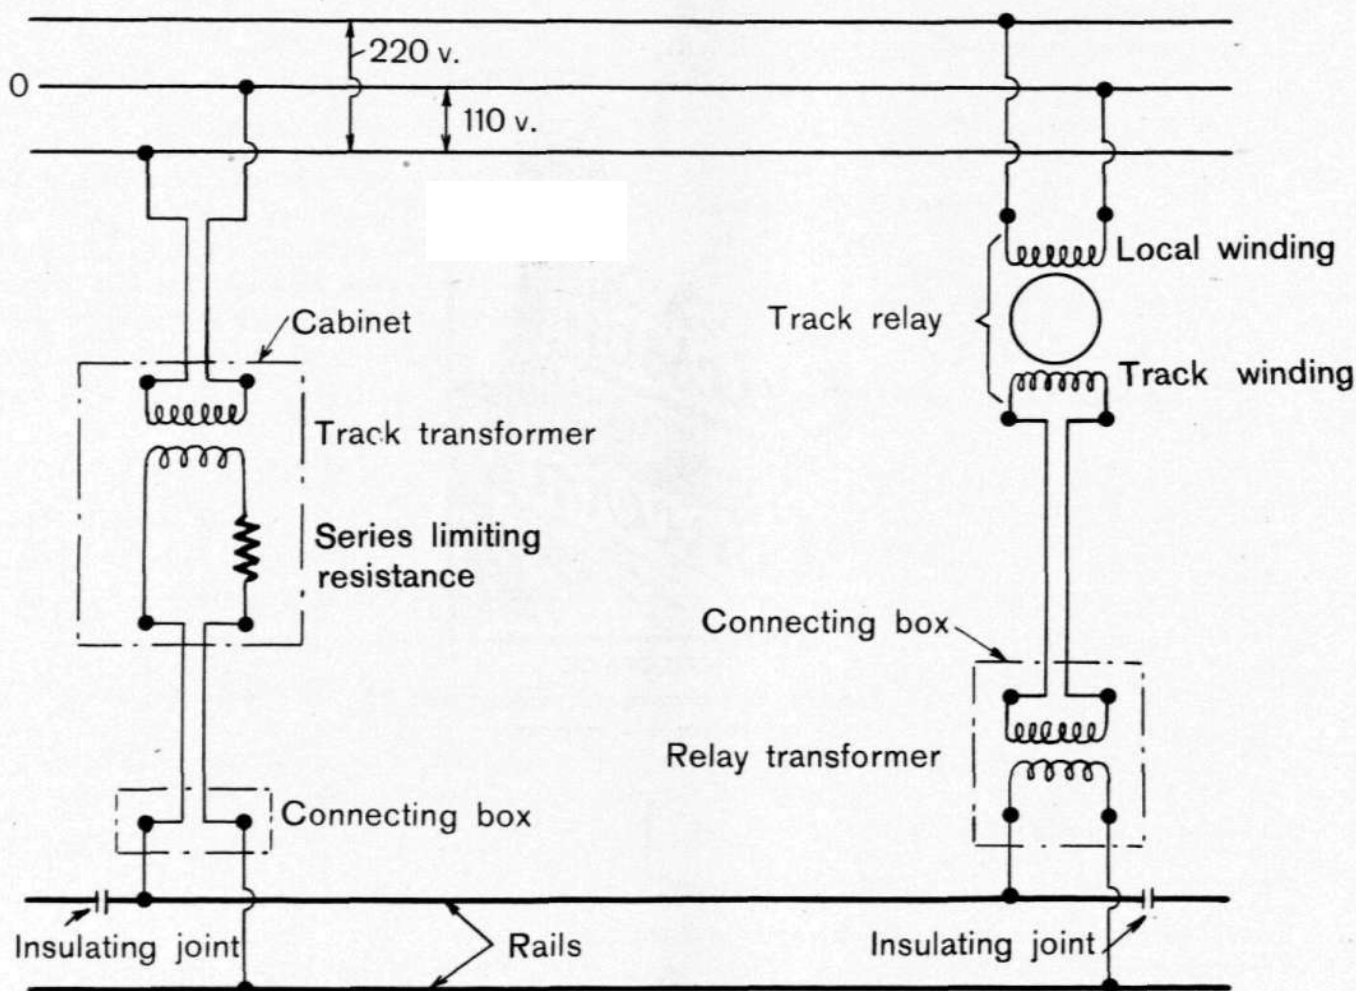 220 v.
0
110 v.
Local winding
Cabinet
Track relay
Track winding
Track transformer
Series limiting
resistance
Connecting box
Relay transformer
Connecting box
Insulating joint
Rails
Insulating joint